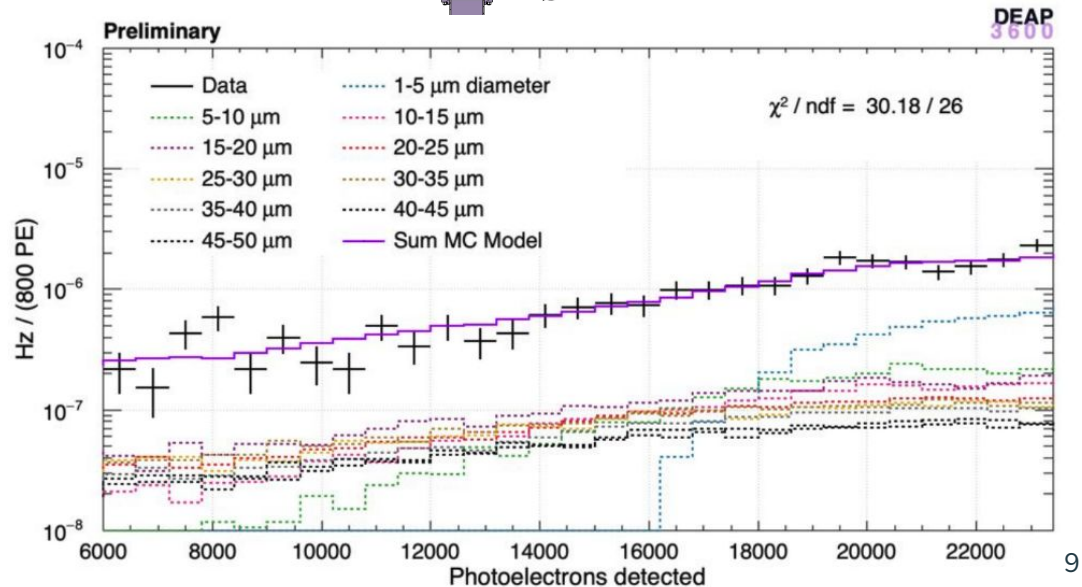 Preliminary
DEAP
3600
Data
1-5 μm diameter
5-10 μm
10-15 μm
15-20 μm
20-25 μm
25-30 μm
30-35 μm
35-40 μm
40-45 μm
45-50 μm
Sum MC Model
χ² / ndf = 30.18 / 26
Hz / (800 PE)
10⁻⁴
10⁻⁵
10⁻⁶
10⁻⁷
10⁻⁸
6000 8000 10000 12000 14000 16000 18000 20000 22000
Photoelectrons detected
9